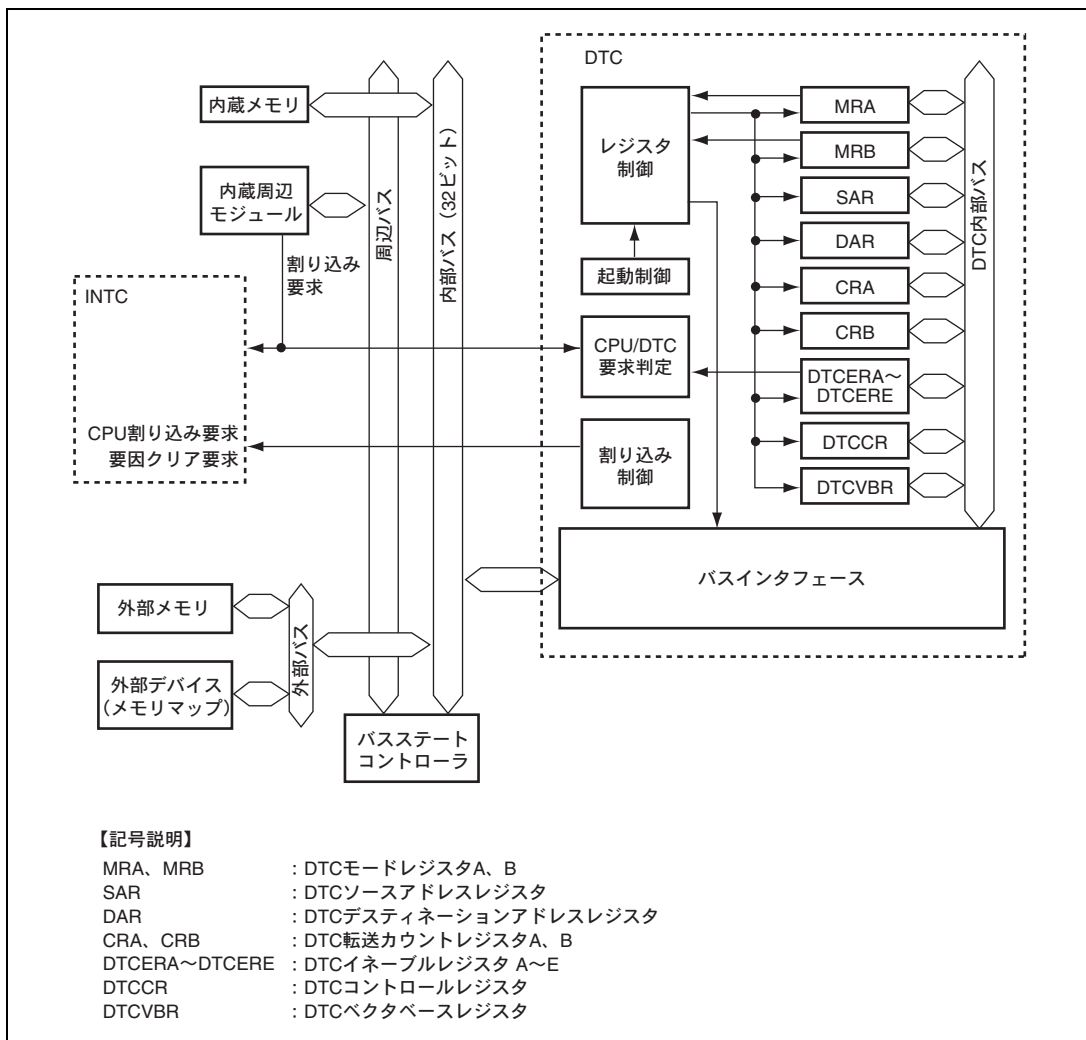 DTC
内蔵メモリ
内蔵周辺
モジュール
割り込み
要求
周辺バス
内部バス（32ビット）
INTC
CPU割り込み要求
要因クリア要求
レジスタ
制御
起動制御
CPU/DTC
要求判定
割り込み
制御
MRA
MRB
SAR
DAR
CRA
CRB
DTCERA～
DTCERE
DTCCR
DTCVBR
DTC内部バス
バスインタフェース
外部メモリ
外部デバイス
(メモリマップ)
外部バス
バスステート
コントローラ
【記号説明】
MRA、MRB : DTCモードレジスタA、B
SAR : DTCソースアドレスレジスタ
DAR : DTCデスティネーションアドレスレジスタ
CRA、CRB : DTC転送カウントレジスタA、B
DTCERA～DTCERE : DTCイネーブルレジスタ A～E
DTCCR : DTCコントロールレジスタ
DTCVBR : DTCベクタベースレジスタ